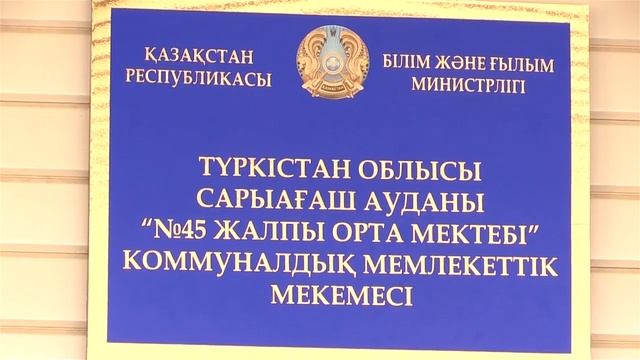 ҚАЗАҚСТАН
РЕСПУБЛИКАСЫ
БІЛІМ ЖӘНЕ ҒЫЛЫМ
МИНИСТРЛІГІ
ТҮРКІСТАН ОБЛЫСЫ
САРЫАҒАШ АУДАНЫ
“№45 ЖАЛПЫ ОРТА МЕКТЕБІ”
КОММУНАЛДЫҚ МЕМЛЕКЕТТІК
МЕКЕМЕСІ